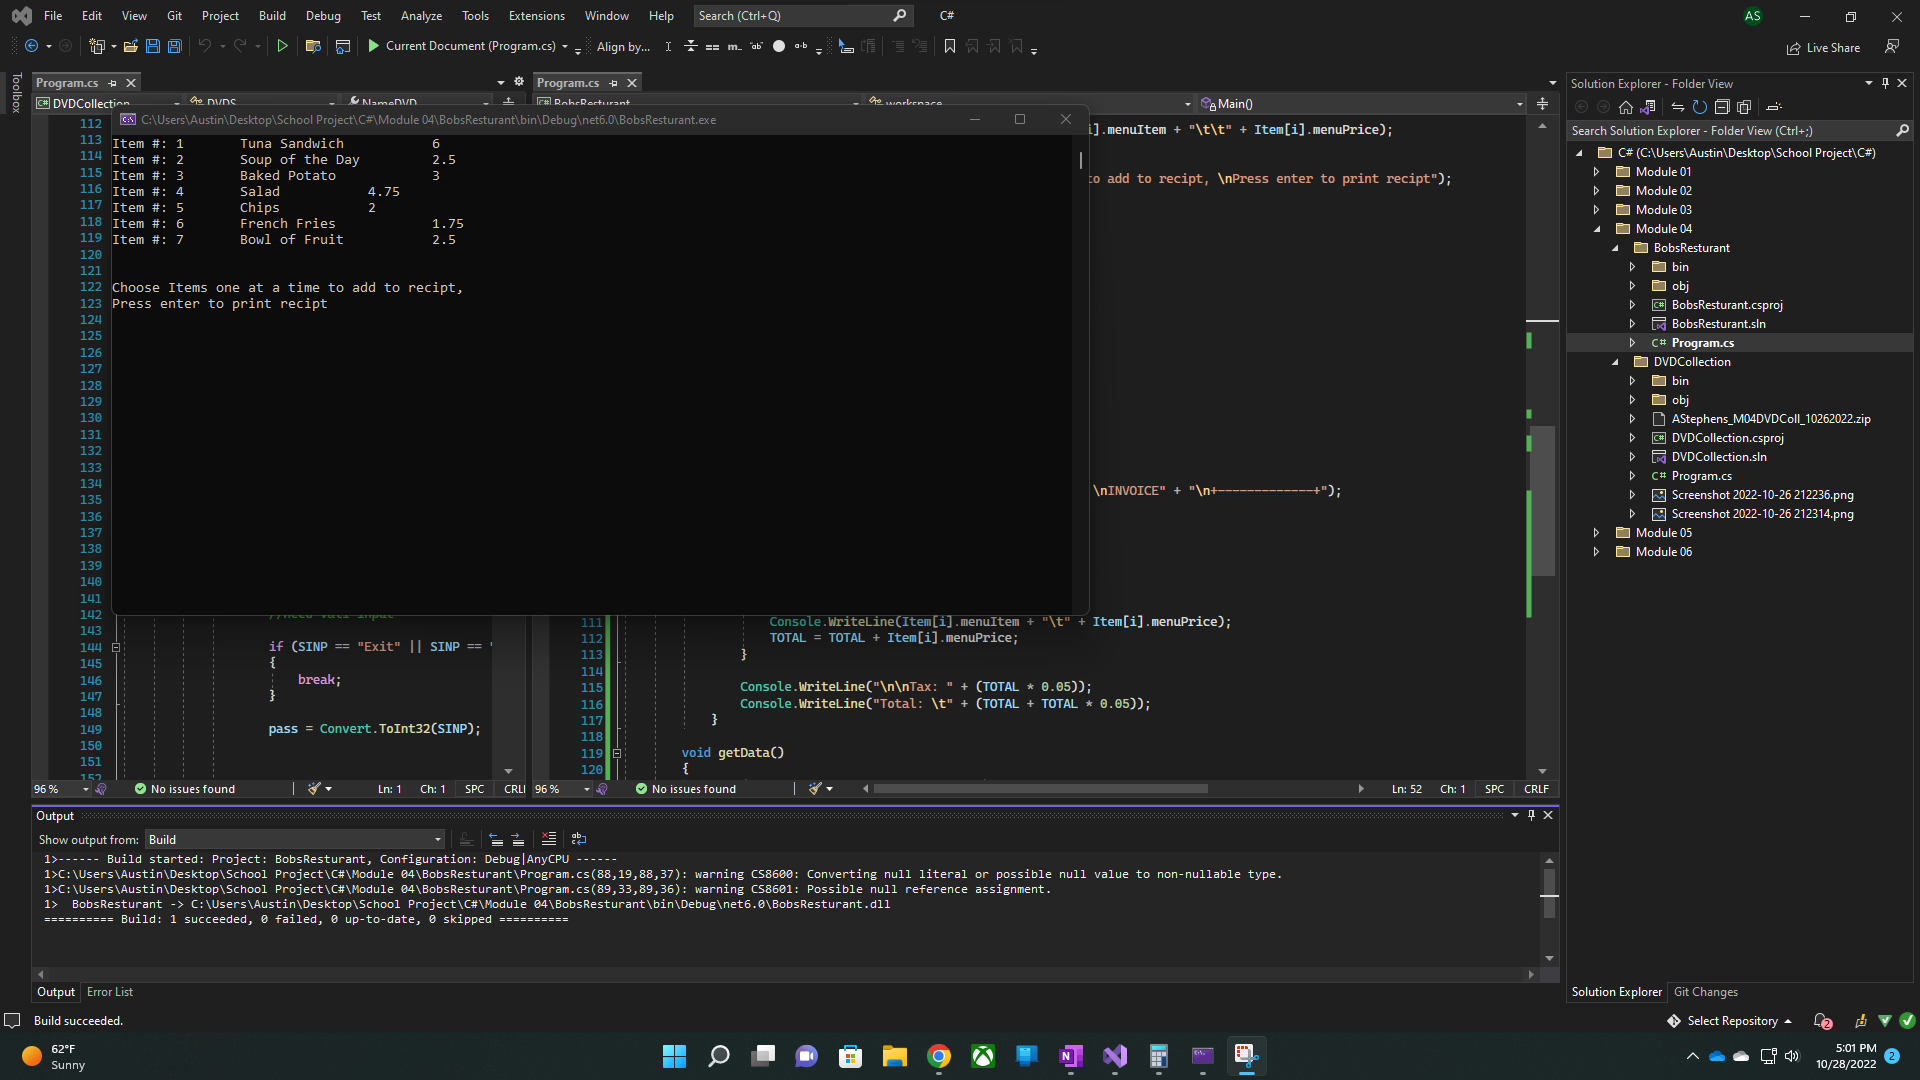 File Edit View Git Project Build Debug Test Analyze Tools Extensions Window Help Search (Ctrl+Q) C# AS
Current Document (Program.cs) Align by... Live Share
Toolbox
Program.cs Program.cs
DVDCollection DVDS NameDVD BobsResturant workspace Main()
C:\Users\Austin\Desktop\School Project\C#\Module 04\BobsResturant\bin\Debug\net6.0\BobsResturant.exe
Item #: 1 Tuna Sandwich 6
Item #: 2 Soup of the Day 2.5
Item #: 3 Baked Potato 3
Item #: 4 Salad 4.75
Item #: 5 Chips 2
Item #: 6 French Fries 1.75
Item #: 7 Bowl of Fruit 2.5
Choose Items one at a time to add to recipt,
Press enter to print recipt
112
113
114
115
116
117
118
119
120
121
122
123
124
125
126
127
128
129
130
131
132
133
134
135
136
137
138
139
140
141
142
143
144 if (SINP == "Exit" || SINP == '
145 {
146 break;
147 }
148
149 pass = Convert.ToInt32(SINP);
150
151
152
i].menuItem + "\t\t" + Item[i].menuPrice);
to add to recipt, \nPress enter to print recipt");
\nINVOICE" + "\n+-------------+");
111 Console.WriteLine(Item[i].menuItem + "\t" + Item[i].menuPrice);
112 TOTAL = TOTAL + Item[i].menuPrice;
113 }
114
115 Console.WriteLine("\n\nTax: " + (TOTAL * 0.05));
116 Console.WriteLine("Total: \t" + (TOTAL + TOTAL * 0.05));
117 }
118
119 void getData()
120 {
96 % No issues found Ln: 1 Ch: 1 SPC CRLF
96 % No issues found Ln: 52 Ch: 1 SPC CRLF
Output
Show output from: Build
1>------ Build started: Project: BobsResturant, Configuration: Debug|AnyCPU ------
1>C:\Users\Austin\Desktop\School Project\C#\Module 04\BobsResturant\Program.cs(88,19,88,37): warning CS8600: Converting null literal or possible null value to non-nullable type.
1>C:\Users\Austin\Desktop\School Project\C#\Module 04\BobsResturant\Program.cs(89,33,89,36): warning CS8601: Possible null reference assignment.
1> BobsResturant -> C:\Users\Austin\Desktop\School Project\C#\Module 04\BobsResturant\bin\Debug\net6.0\BobsResturant.dll
========== Build: 1 succeeded, 0 failed, 0 up-to-date, 0 skipped ==========
Output Error List
Solution Explorer - Folder View
Search Solution Explorer - Folder View (Ctrl+;)
C# (C:\Users\Austin\Desktop\School Project\C#)
Module 01
Module 02
Module 03
Module 04
BobsResturant
bin
obj
BobsResturant.csproj
BobsResturant.sln
Program.cs
DVDCollection
bin
obj
AStephens_M04DVDColl_10262022.zip
DVDCollection.csproj
DVDCollection.sln
Program.cs
Screenshot 2022-10-26 212236.png
Screenshot 2022-10-26 212314.png
Module 05
Module 06
Solution Explorer Git Changes
Build succeeded. Select Repository 2
62°F
Sunny
5:01 PM
10/28/2022 2